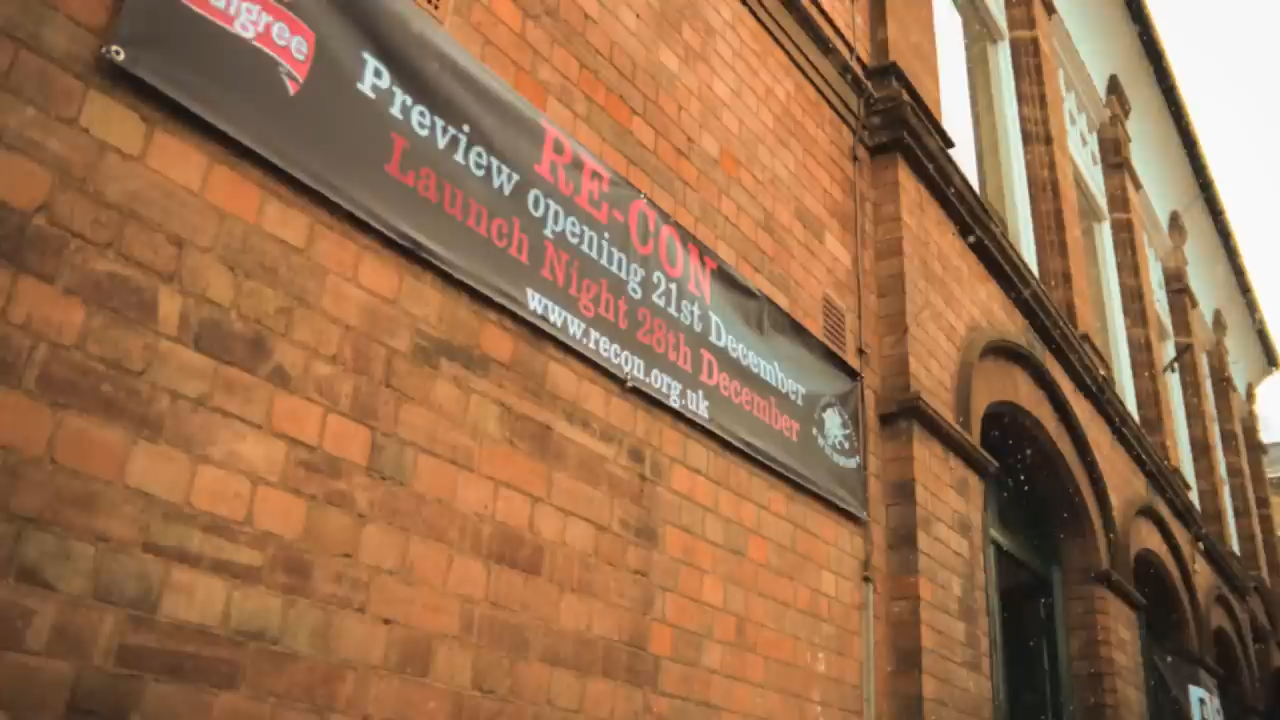 RE-CON
Preview opening 21st December
Launch Night 28th December
www.recon.org.uk